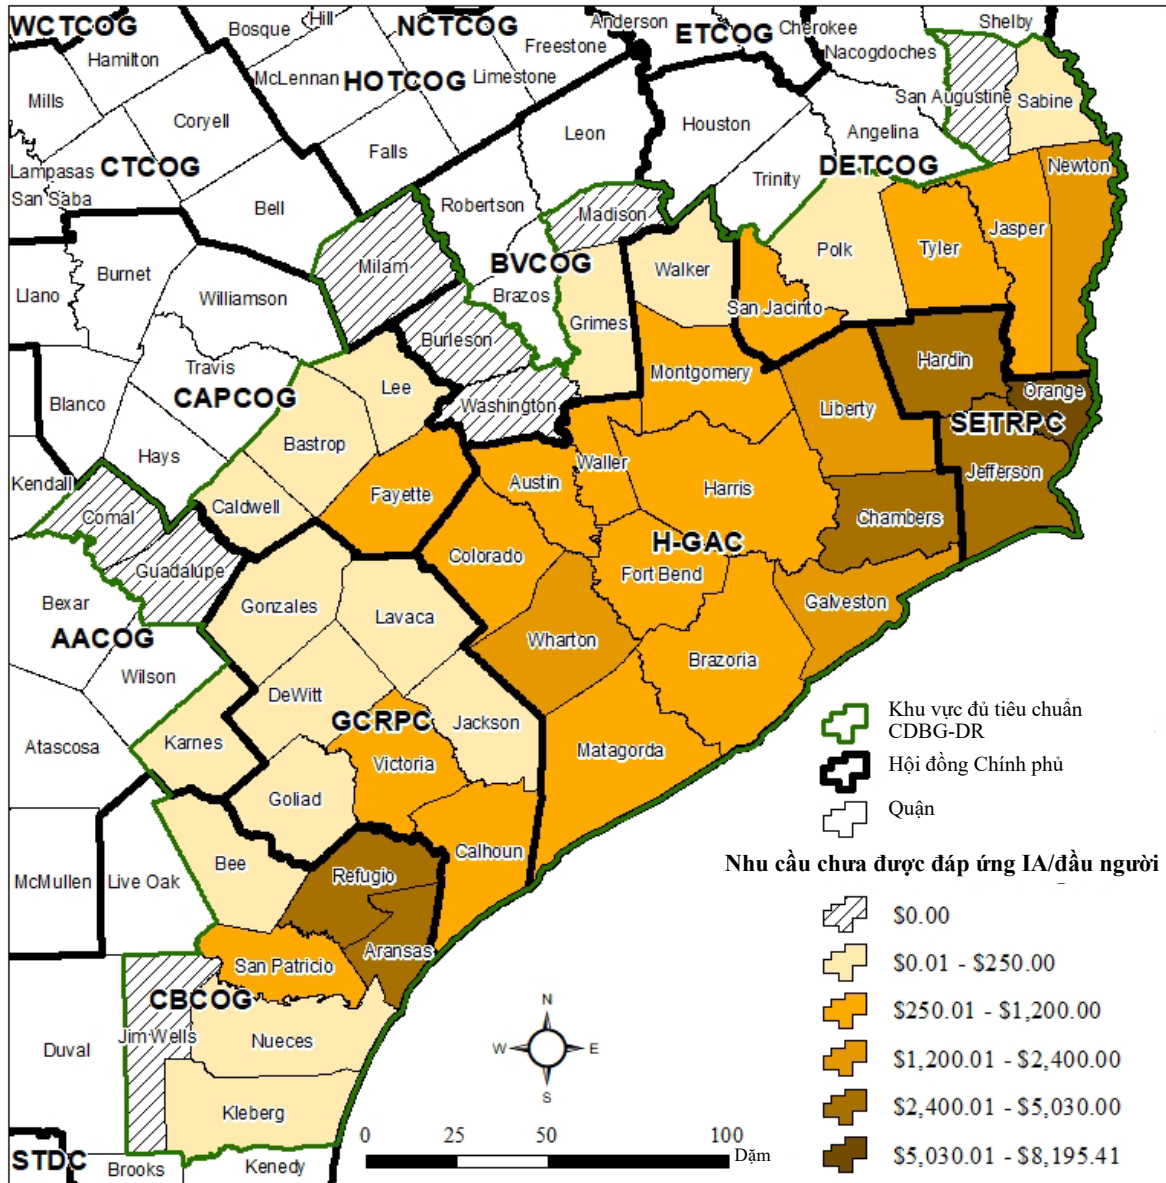 WCTCOG
Hill
Bosque
NCTCOG
Anderson
ETCOG
Cherokee
Shelby
Hamilton
Freestone
Nacogdoches
McLennan
HOTCOG
Limestone
San Augustine
Sabine
Mills
Coryell
Leon
Houston
Angelina
Falls
Lampasas
CTCOG
DETCOG
Newton
San Saba
Bell
Robertson
Madison
Trinity
Jasper
Milam
BVCOG
Walker
Polk
Tyler
Burnet
Llano
Williamson
Brazos
San Jacinto
Grimes
Burleson
Travis
Lee
Montgomery
Hardin
Orange
CAPCOG
Blanco
Washington
Liberty
SETRPC
Bastrop
Hays
Waller
Jefferson
Kendall
Austin
Harris
Fayette
Caldwell
Comal
Chambers
H-GAC
Colorado
Guadalupe
Fort Bend
Bexar
Gonzales
Lavaca
Galveston
AACOG
Wharton
Brazoria
Wilson
DeWitt
GCRPC
Jackson
Karnes
Atascosa
Matagorda
Victoria
Goliad
Calhoun
Bee
McMullen
Live Oak
Refugio
Aransas
San Patricio
CBCOG
Jim Wells
Nueces
Duval
Kleberg
STDC
Brooks
Kenedy
Khu vực đủ tiêu chuẩn
CDBG-DR
Hội đồng Chính phủ
Quận
Nhu cầu chưa được đáp ứng IA/đầu người
$0.00
$0.01 - $250.00
$250.01 - $1,200.00
$1,200.01 - $2,400.00
$2,400.01 - $5,030.00
$5,030.01 - $8,195.41
N
W
E
S
0 25 50 100
Dặm